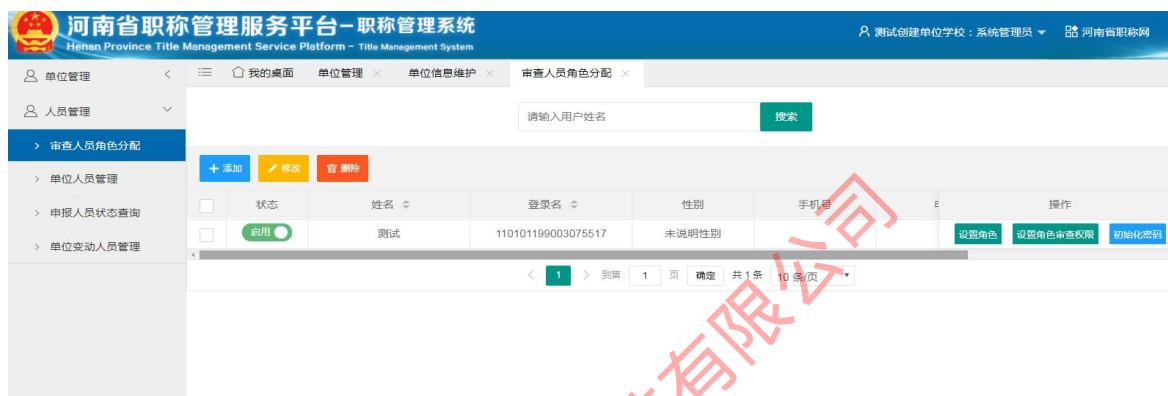 河南省职称管理服务平台-职称管理系统
Henan Province Title Management Service Platform - Title Management System
测试创建单位学校：系统管理员
河南省职称网
单位管理
我的桌面 单位管理 单位信息维护 审查人员角色分配
人员管理
请输入用户姓名 搜索
审查人员角色分配
添加 修改 删除
单位人员管理
状态 姓名 登录名 性别 手机号 操作
申报人员状态查询
启用 测试 110101199003075517 未说明性别 设置角色 设置角色审查权限 初始化密码
单位变动人员管理
1 到第 1 页 确定 共1条 10 条/页
有限公司